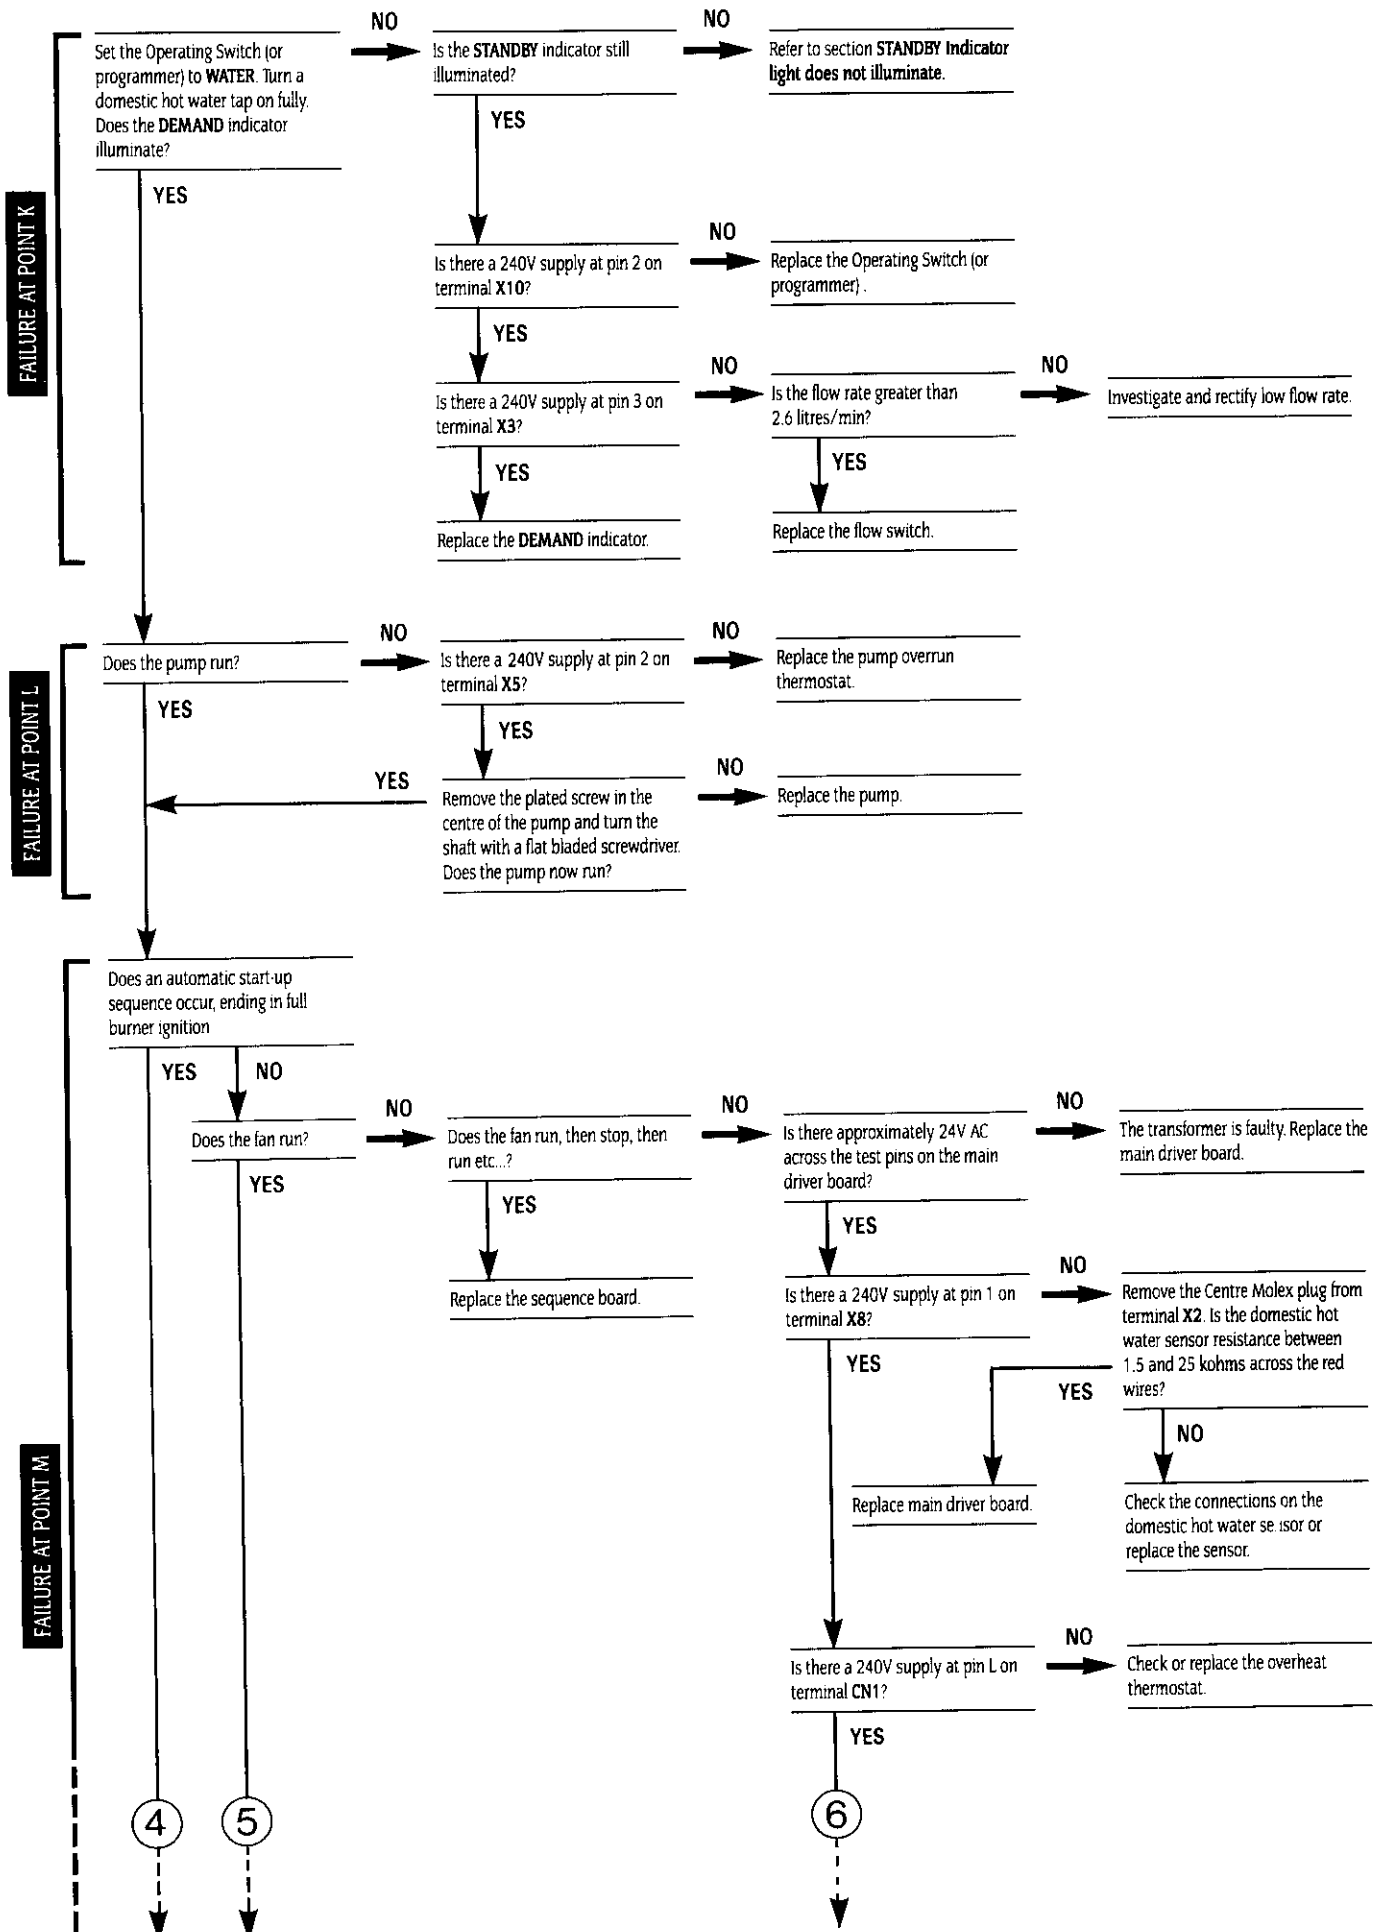 FAILURE AT POINT K
Set the Operating Switch (or
programmer) to WATER. Turn a
domestic hot water tap on fully.
Does the DEMAND indicator
illuminate?
NO
Is the STANDBY indicator still
illuminated?
NO
Refer to section STANDBY Indicator
light does not illuminate.
YES
YES
Is there a 240V supply at pin 2 on
terminal X10?
NO
Replace the Operating Switch (or
programmer) .
YES
Is there a 240V supply at pin 3 on
terminal X3?
NO
Is the flow rate greater than
2.6 litres/min?
NO
Investigate and rectify low flow rate.
YES
YES
Replace the DEMAND indicator.
Replace the flow switch.
FAILURE AT POINT L
Does the pump run?
NO
Is there a 240V supply at pin 2 on
terminal X5?
NO
Replace the pump overrun
thermostat.
YES
YES
YES
Remove the plated screw in the
centre of the pump and turn the
shaft with a flat bladed screwdriver.
Does the pump now run?
NO
Replace the pump.
FAILURE AT POINT M
Does an automatic start-up
sequence occur, ending in full
burner ignition
YES
NO
Does the fan run?
NO
Does the fan run, then stop, then
run etc...?
NO
Is there approximately 24V AC
across the test pins on the main
driver board?
NO
The transformer is faulty. Replace the
main driver board.
YES
YES
YES
Replace the sequence board.
Is there a 240V supply at pin 1 on
terminal X8?
NO
Remove the Centre Molex plug from
terminal X2. Is the domestic hot
water sensor resistance between
1.5 and 25 kohms across the red
wires?
YES
YES
NO
Replace main driver board.
Check the connections on the
domestic hot water se.isor or
replace the sensor.
Is there a 240V supply at pin L on
terminal CN1?
NO
Check or replace the overheat
thermostat.
YES
4
5
6